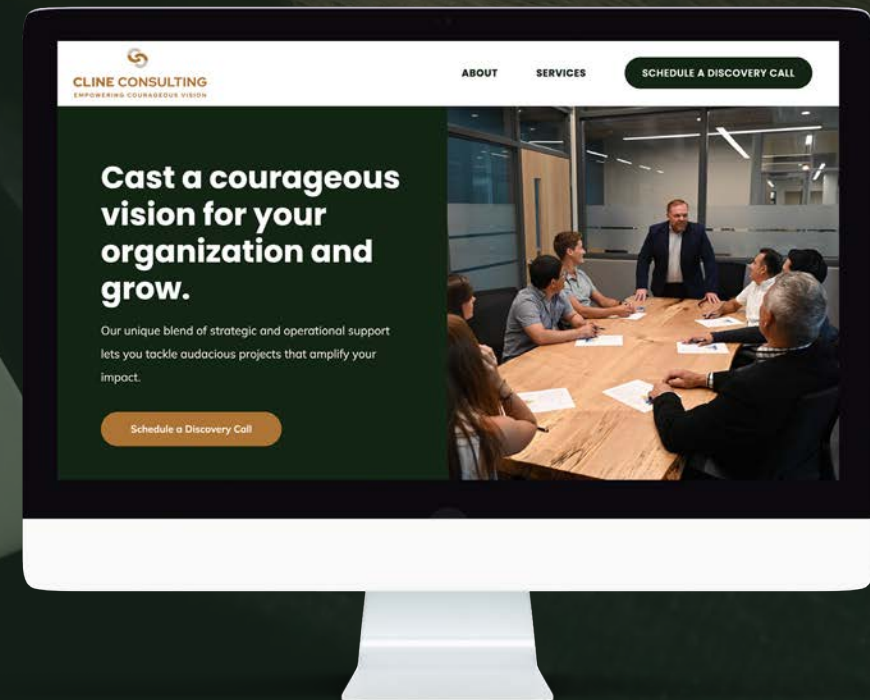 CLINE CONSULTING
EMPOWERING COURAGEOUS VISION
ABOUT
SERVICES
SCHEDULE A DISCOVERY CALL
Cast a courageous
vision for your
organization and
grow.
Our unique blend of strategic and operational support
lets you tackle audacious projects that amplify your
impact.
Schedule a Discovery Call